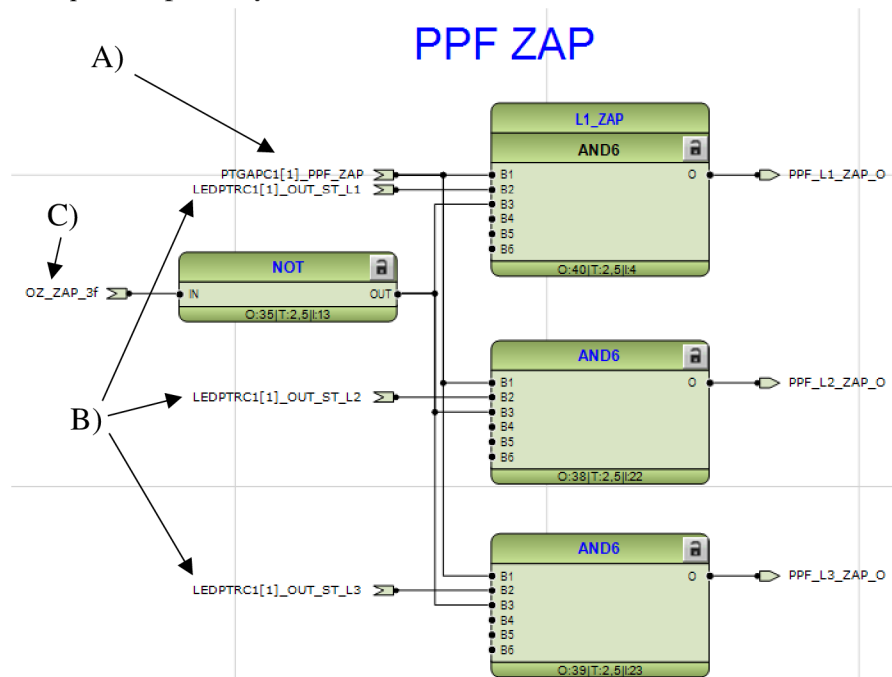 PPF ZAP
A)
L1_ZAP
AND6
PTGAPC1[1]_PPF_ZAP
B1
O
PPF_L1_ZAP_O
LEDPTRC1[1]_OUT_ST_L1
B2
B3
B4
B5
B6
O:40|T:2,5|I:4
C)
NOT
OZ_ZAP_3f
IN
OUT
O:35|T:2,5|I:13
AND6
B1
O
PPF_L2_ZAP_O
LEDPTRC1[1]_OUT_ST_L2
B2
B3
B4
B5
B6
O:38|T:2,5|I:22
B)
AND6
B1
O
PPF_L3_ZAP_O
LEDPTRC1[1]_OUT_ST_L3
B2
B3
B4
B5
B6
O:39|T:2,5|I:23